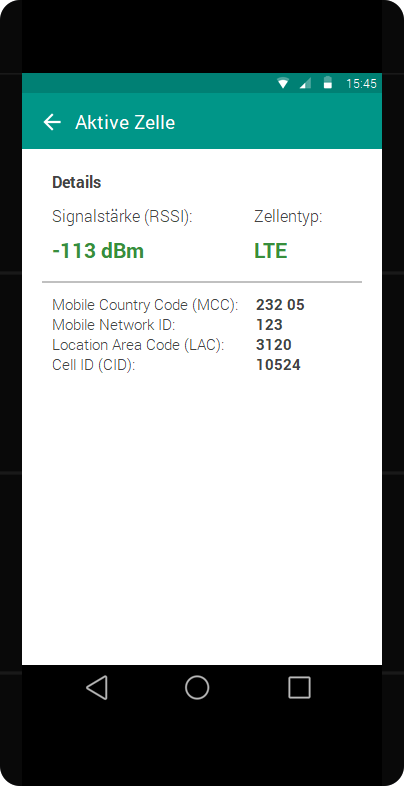 15:45
Aktive Zelle
Details
Signalstärke (RSSI): Zellentyp:
-113 dBm LTE
Mobile Country Code (MCC): 232 05
Mobile Network ID: 123
Location Area Code (LAC): 3120
Cell ID (CID): 10524